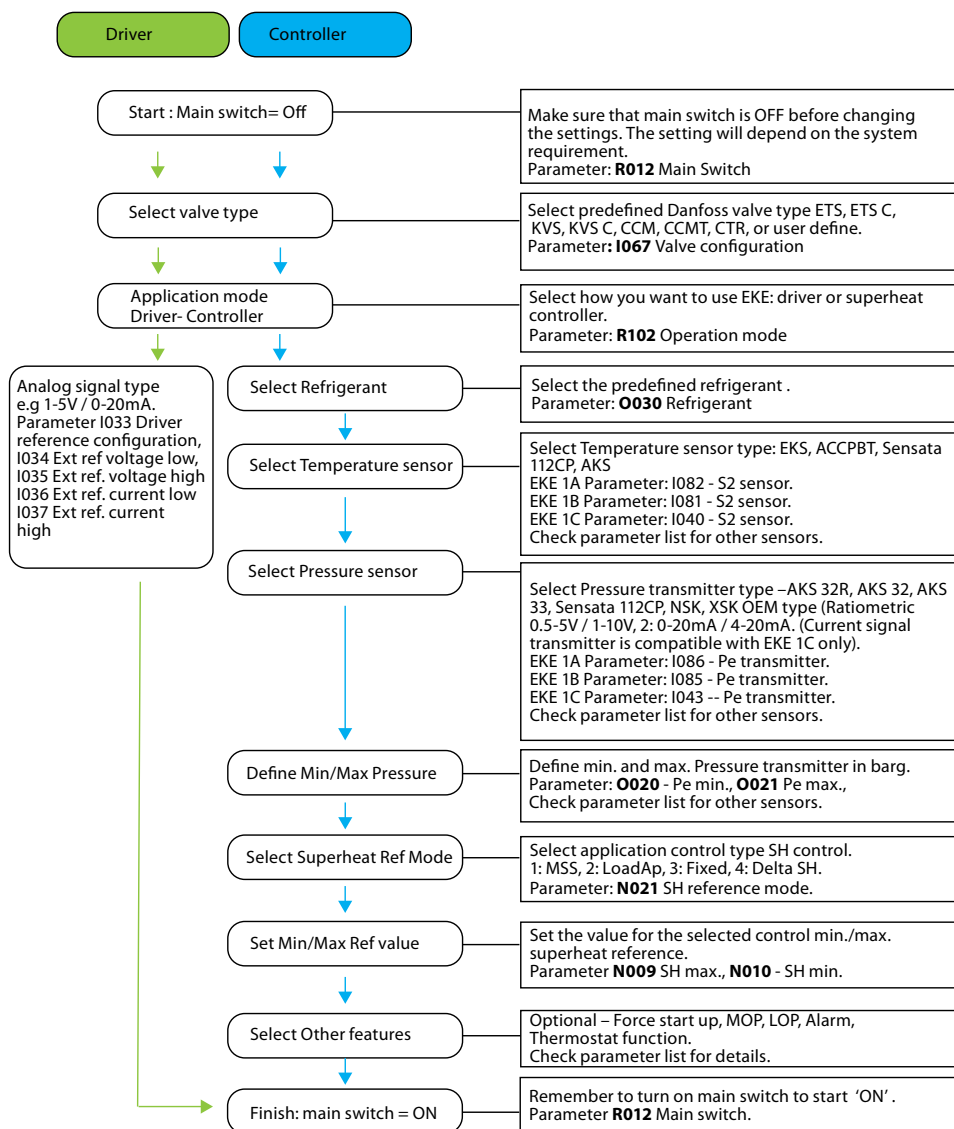 Driver
Controller
Start : Main switch= Off
Make sure that main switch is OFF before changing
the settings. The setting will depend on the system
requirement.
Parameter: R012 Main Switch
Select valve type
Select predefined Danfoss valve type ETS, ETS C,
KVS, KVS C, CCM, CCMT, CTR, or user define.
Parameter: I067 Valve configuration
Application mode
Driver- Controller
Select how you want to use EKE: driver or superheat
controller.
Parameter: R102 Operation mode
Analog signal type
e.g 1-5V / 0-20mA.
Parameter I033 Driver
reference configuration,
I034 Ext ref voltage low,
I035 Ext ref. voltage high
I036 Ext ref. current low
I037 Ext ref. current
high
Select Refrigerant
Select the predefined refrigerant .
Parameter: O030 Refrigerant
Select Temperature sensor
Select Temperature sensor type: EKS, ACCPBT, Sensata
112CP, AKS
EKE 1A Parameter: I082 - S2 sensor.
EKE 1B Parameter: I081 - S2 sensor.
EKE 1C Parameter: I040 - S2 sensor.
Check parameter list for other sensors.
Select Pressure sensor
Select Pressure transmitter type –AKS 32R, AKS 32, AKS
33, Sensata 112CP, NSK, XSK OEM type (Ratiometric
0.5-5V / 1-10V, 2: 0-20mA / 4-20mA. (Current signal
transmitter is compatible with EKE 1C only).
EKE 1A Parameter: I086 - Pe transmitter.
EKE 1B Parameter: I085 - Pe transmitter.
EKE 1C Parameter: I043 -- Pe transmitter.
Check parameter list for other sensors.
Define Min/Max Pressure
Define min. and max. Pressure transmitter in barg.
Parameter: O020 - Pe min., O021 Pe max.,
Check parameter list for other sensors.
Select Superheat Ref Mode
Select application control type SH control.
1: MSS, 2: LoadAp, 3: Fixed, 4: Delta SH.
Parameter: N021 SH reference mode.
Set Min/Max Ref value
Set the value for the selected control min./max.
superheat reference.
Parameter N009 SH max., N010 - SH min.
Select Other features
Optional – Force start up, MOP, LOP, Alarm,
Thermostat function.
Check parameter list for details.
Finish: main switch = ON
Remember to turn on main switch to start ‘ON’ .
Parameter R012 Main switch.